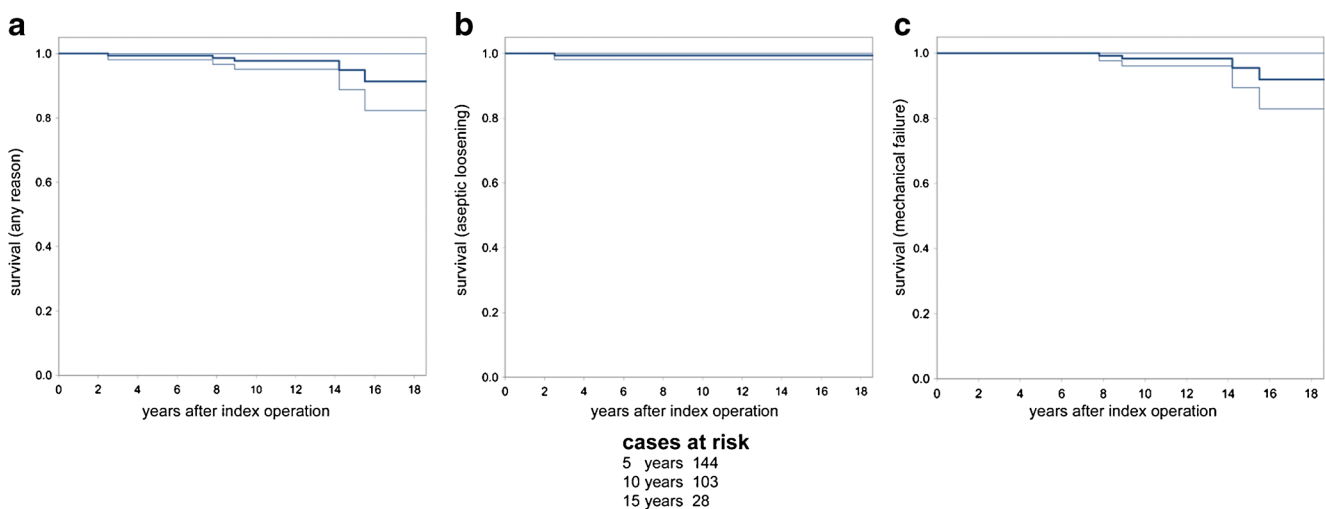 a
survival (any reason)
1.0
0.8
0.6
0.4
0.2
0.0
0 2 4 6 8 10 12 14 16 18
years after index operation
b
survival (aseptic loosening)
1.0
0.8
0.6
0.4
0.2
0.0
0 2 4 6 8 10 12 14 16 18
years after index operation
c
survival (mechanical failure)
1.0
0.8
0.6
0.4
0.2
0.0
0 2 4 6 8 10 12 14 16 18
years after index operation
cases at risk
5 years 144
10 years 103
15 years 28